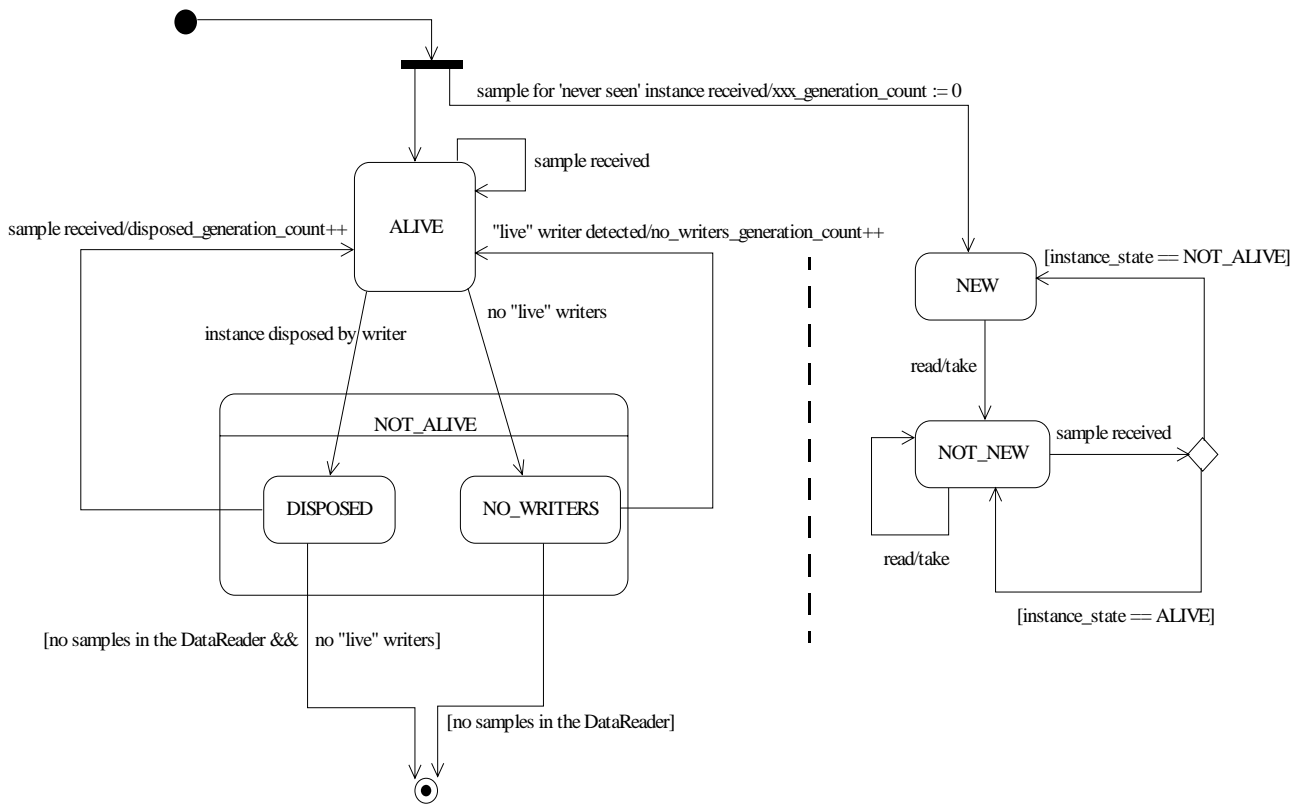 sample for 'never seen' instance received/xxx_generation_count := 0
sample received
ALIVE
sample received/disposed_generation_count++
"live" writer detected/no_writers_generation_count++
[instance_state == NOT_ALIVE]
NEW
no "live" writers
instance disposed by writer
read/take
NOT_ALIVE
sample received
NOT_NEW
DISPOSED
NO_WRITERS
read/take
[instance_state == ALIVE]
[no samples in the DataReader && no "live" writers]
[no samples in the DataReader]